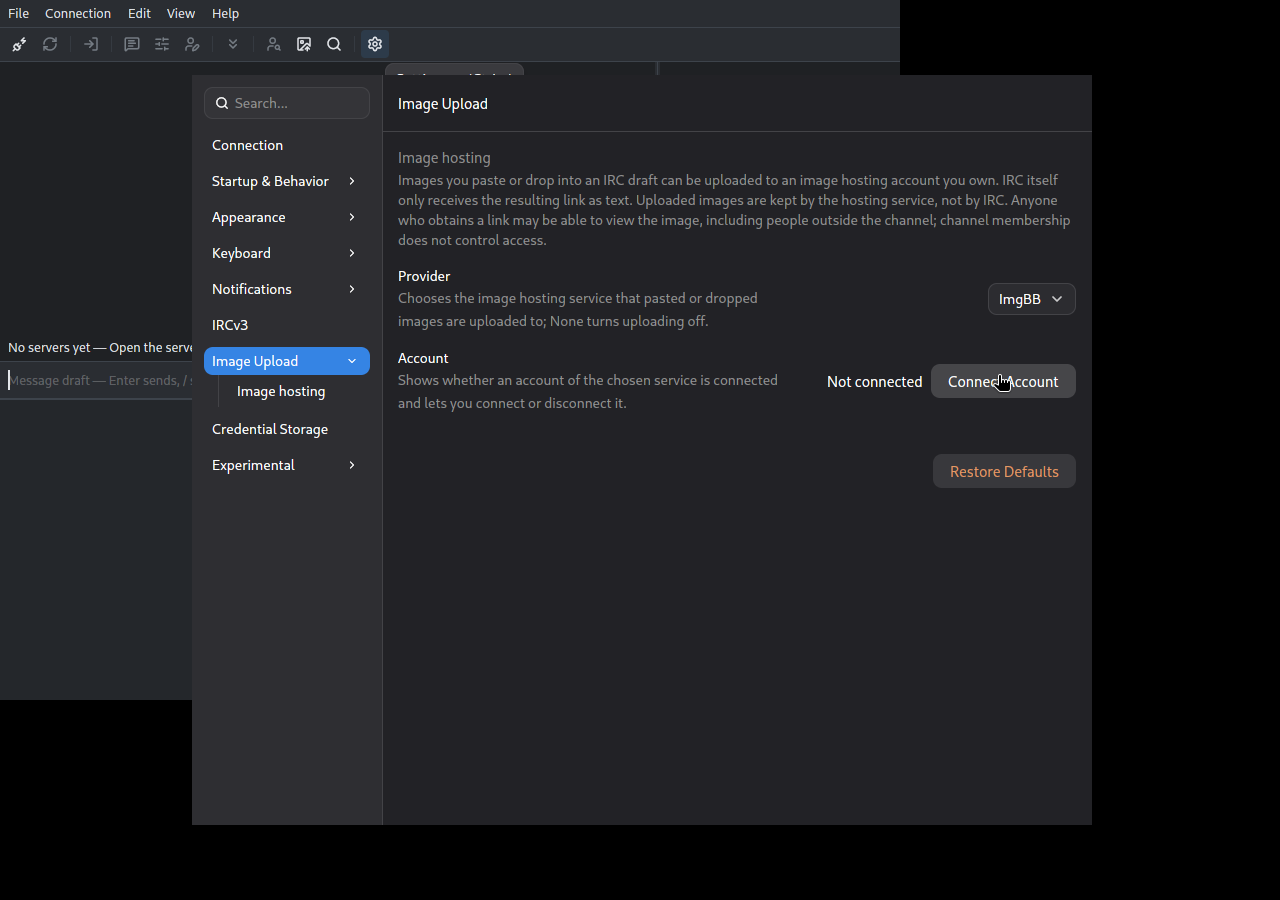 File Connection Edit View Help
Search...
Connection
Startup & Behavior
Appearance
Keyboard
Notifications
IRCv3
Image Upload
Image hosting
Credential Storage
Experimental
No servers yet — Open the serve
Message draft — Enter sends, / s
Image Upload
Image hosting
Images you paste or drop into an IRC draft can be uploaded to an image hosting account you own. IRC itself
only receives the resulting link as text. Uploaded images are kept by the hosting service, not by IRC. Anyone
who obtains a link may be able to view the image, including people outside the channel; channel membership
does not control access.
Provider
Chooses the image hosting service that pasted or dropped
images are uploaded to; None turns uploading off.
ImgBB
Account
Shows whether an account of the chosen service is connected
and lets you connect or disconnect it.
Not connected
Connect Account
Restore Defaults